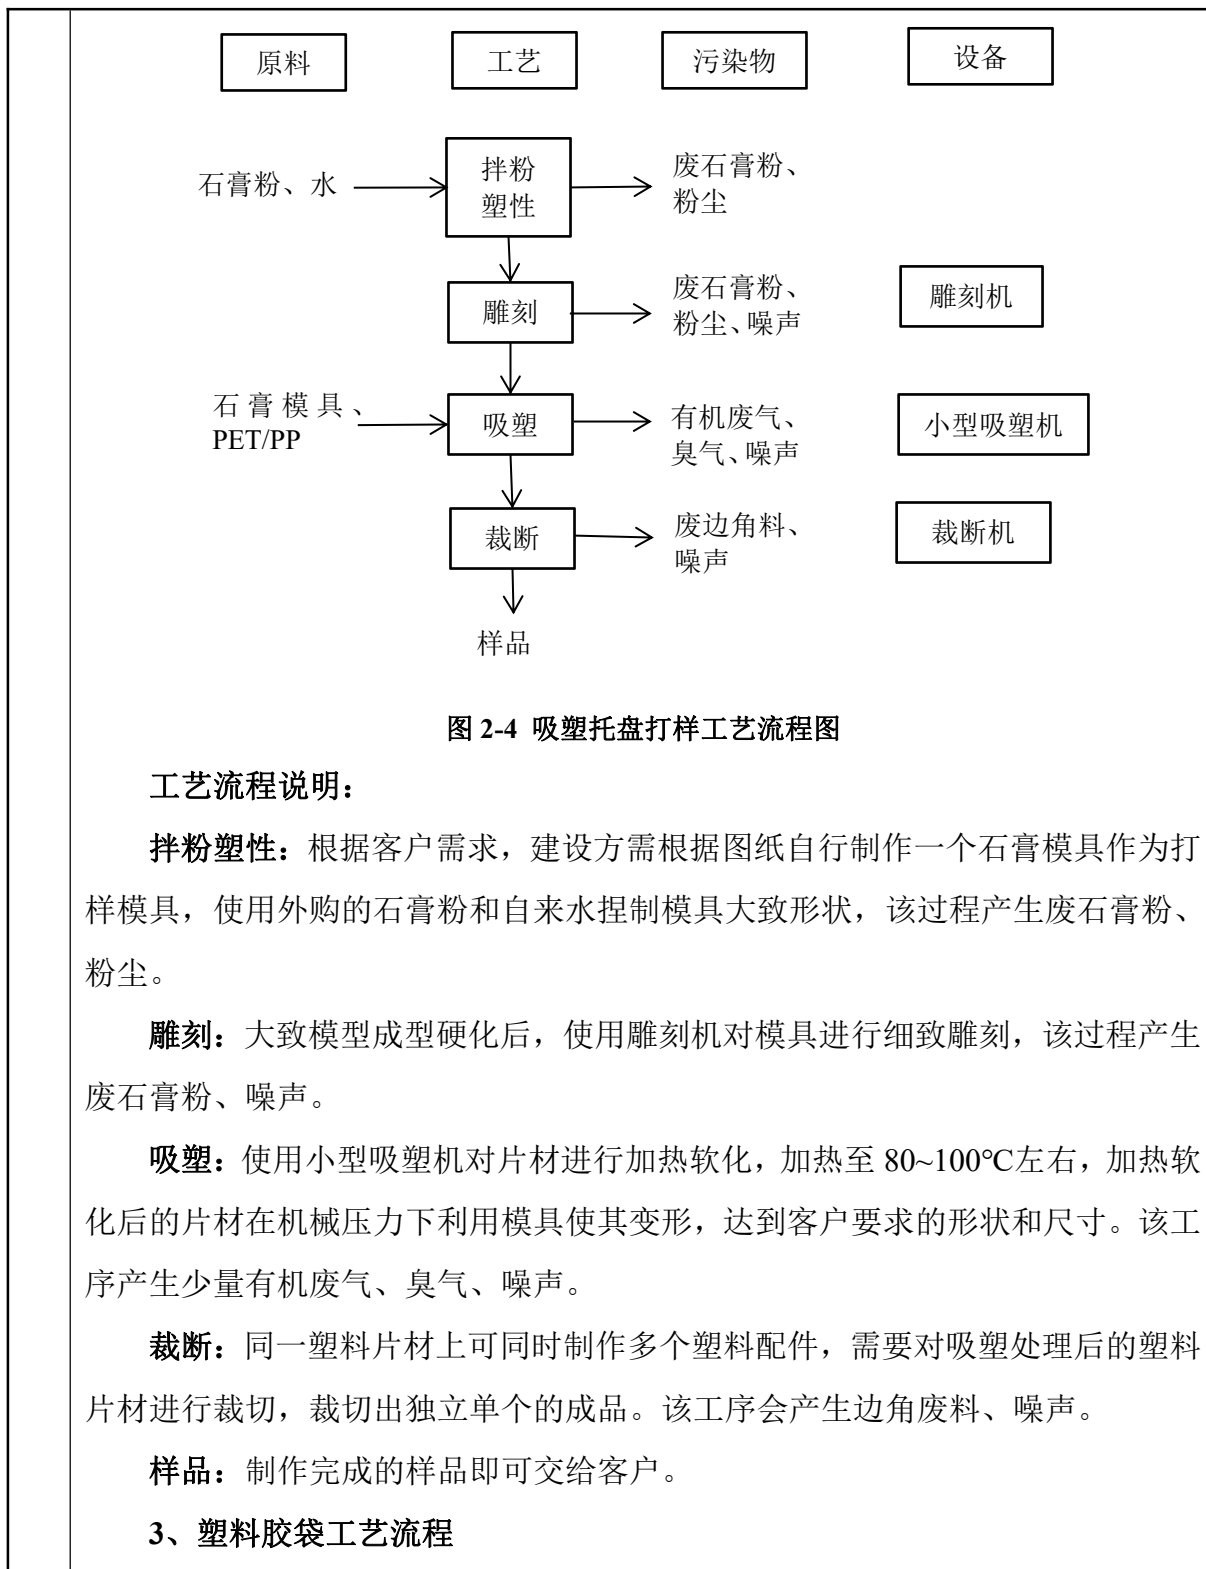 原料 工艺 污染物 设备
石膏粉、水
拌粉
塑性
废石膏粉、
粉尘
雕刻
废石膏粉、
粉尘、噪声
雕刻机
石膏模具、
PET/PP
吸塑
有机废气、
臭气、噪声
小型吸塑机
裁断
废边角料、
噪声
裁断机
样品
图 2-4 吸塑托盘打样工艺流程图
工艺流程说明：
拌粉塑性：根据客户需求，建设方需根据图纸自行制作一个石膏模具作为打
样模具，使用外购的石膏粉和自来水捏制模具大致形状，该过程产生废石膏粉、
粉尘。
雕刻：大致模型成型硬化后，使用雕刻机对模具进行细致雕刻，该过程产生
废石膏粉、噪声。
吸塑：使用小型吸塑机对片材进行加热软化，加热至 80~100℃左右，加热软
化后的片材在机械压力下利用模具使其变形，达到客户要求的形状和尺寸。该工
序产生少量有机废气、臭气、噪声。
裁断：同一塑料片材上可同时制作多个塑料配件，需要对吸塑处理后的塑料
片材进行裁切，裁切出独立单个的成品。该工序会产生边角废料、噪声。
样品：制作完成的样品即可交给客户。
3、塑料胶袋工艺流程